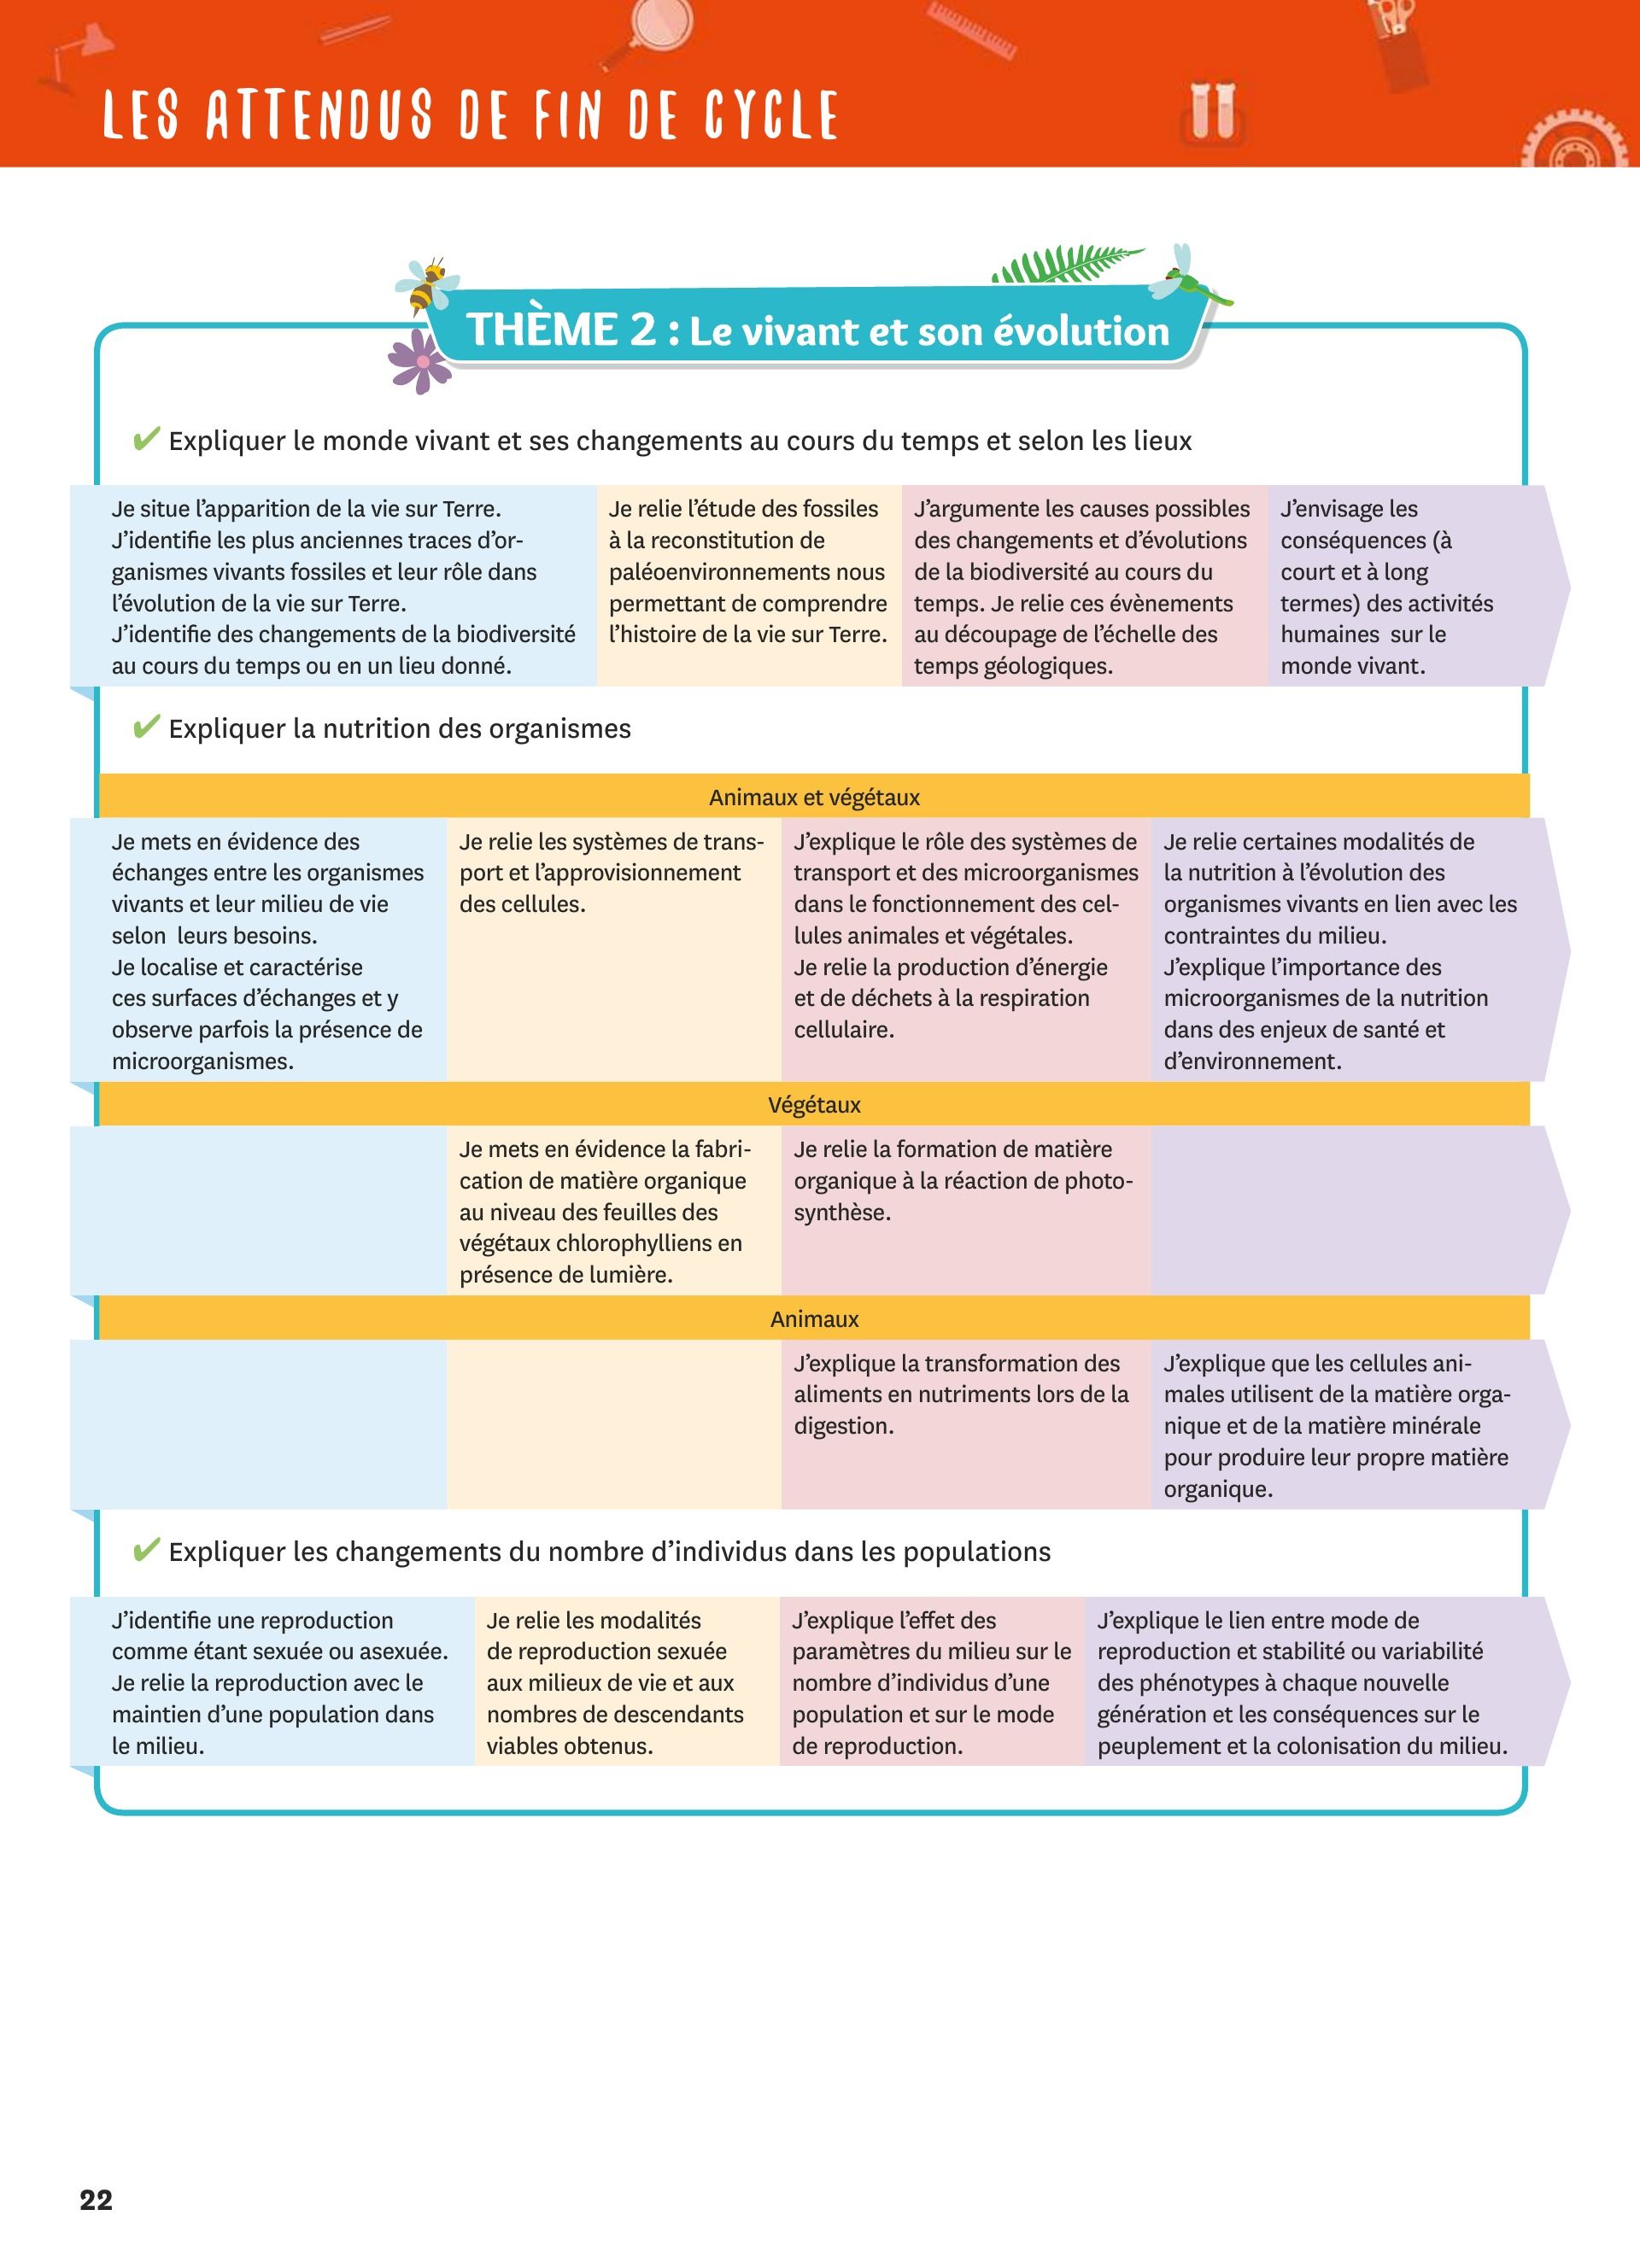 LES ATTENDUS DE FIN DE CYCLE
THÈME 2 : Le vivant et son évolution
✔ Expliquer le monde vivant et ses changements au cours du temps et selon les lieux
Je situe l’apparition de la vie sur Terre.
J’identifie les plus anciennes traces d’or-
ganismes vivants fossiles et leur rôle dans
l’évolution de la vie sur Terre.
J’identifie des changements de la biodiversité
au cours du temps ou en un lieu donné.
Je relie l’étude des fossiles
à la reconstitution de
paléoenvironnements nous
permettant de comprendre
l’histoire de la vie sur Terre.
J’argumente les causes possibles
des changements et d’évolutions
de la biodiversité au cours du
temps. Je relie ces évènements
au découpage de l’échelle des
temps géologiques.
J’envisage les
conséquences (à
court et à long
termes) des activités
humaines sur le
monde vivant.
✔ Expliquer la nutrition des organismes
Animaux et végétaux
Je mets en évidence des
échanges entre les organismes
vivants et leur milieu de vie
selon leurs besoins.
Je localise et caractérise
ces surfaces d’échanges et y
observe parfois la présence de
microorganismes.
Je relie les systèmes de trans-
port et l’approvisionnement
des cellules.
J’explique le rôle des systèmes de
transport et des microorganismes
dans le fonctionnement des cel-
lules animales et végétales.
Je relie la production d’énergie
et de déchets à la respiration
cellulaire.
Je relie certaines modalités de
la nutrition à l’évolution des
organismes vivants en lien avec les
contraintes du milieu.
J’explique l’importance des
microorganismes de la nutrition
dans des enjeux de santé et
d’environnement.
Végétaux
Je mets en évidence la fabri-
cation de matière organique
au niveau des feuilles des
végétaux chlorophylliens en
présence de lumière.
Je relie la formation de matière
organique à la réaction de photo-
synthèse.
Animaux
J’explique la transformation des
aliments en nutriments lors de la
digestion.
J’explique que les cellules ani-
males utilisent de la matière orga-
nique et de la matière minérale
pour produire leur propre matière
organique.
✔ Expliquer les changements du nombre d’individus dans les populations
J’identifie une reproduction
comme étant sexuée ou asexuée.
Je relie la reproduction avec le
maintien d’une population dans
le milieu.
Je relie les modalités
de reproduction sexuée
aux milieux de vie et aux
nombres de descendants
viables obtenus.
J’explique l’effet des
paramètres du milieu sur le
nombre d’individus d’une
population et sur le mode
de reproduction.
J’explique le lien entre mode de
reproduction et stabilité ou variabilité
des phénotypes à chaque nouvelle
génération et les conséquences sur le
peuplement et la colonisation du milieu.
22